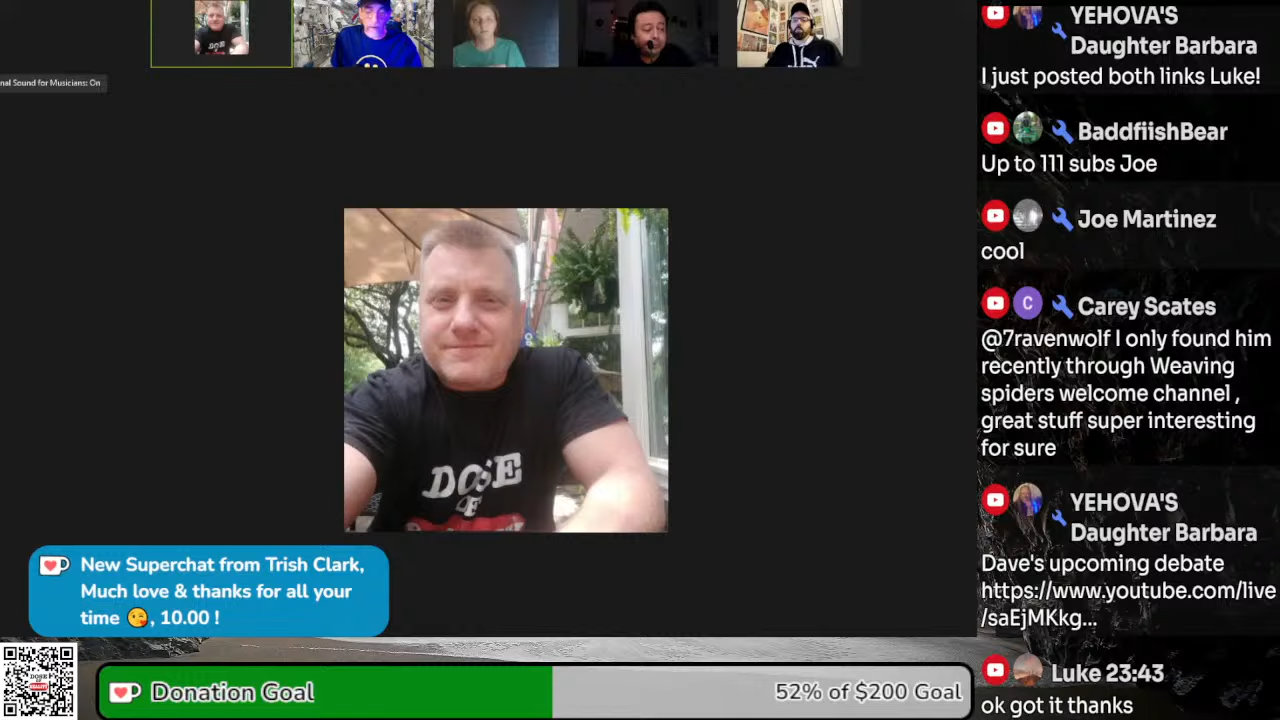 nal Sound for Musicians: On
YEHOVA'S
Daughter Barbara
I just posted both links Luke!
BaddfiishBear
Up to 111 subs Joe
Joe Martinez
cool
C
Carey Scates
@7ravenwolf I only found him
recently through Weaving
spiders welcome channel ,
great stuff super interesting
for sure
YEHOVA'S
Daughter Barbara
Dave's upcoming debate
https://www.youtube.com/live
/saEjMKkg...
Luke 23:43
ok got it thanks
DOSE
OF
New Superchat from Trish Clark,
Much love & thanks for all your
time 😘, 10.00 !
DOSE
Donation Goal
52% of $200 Goal